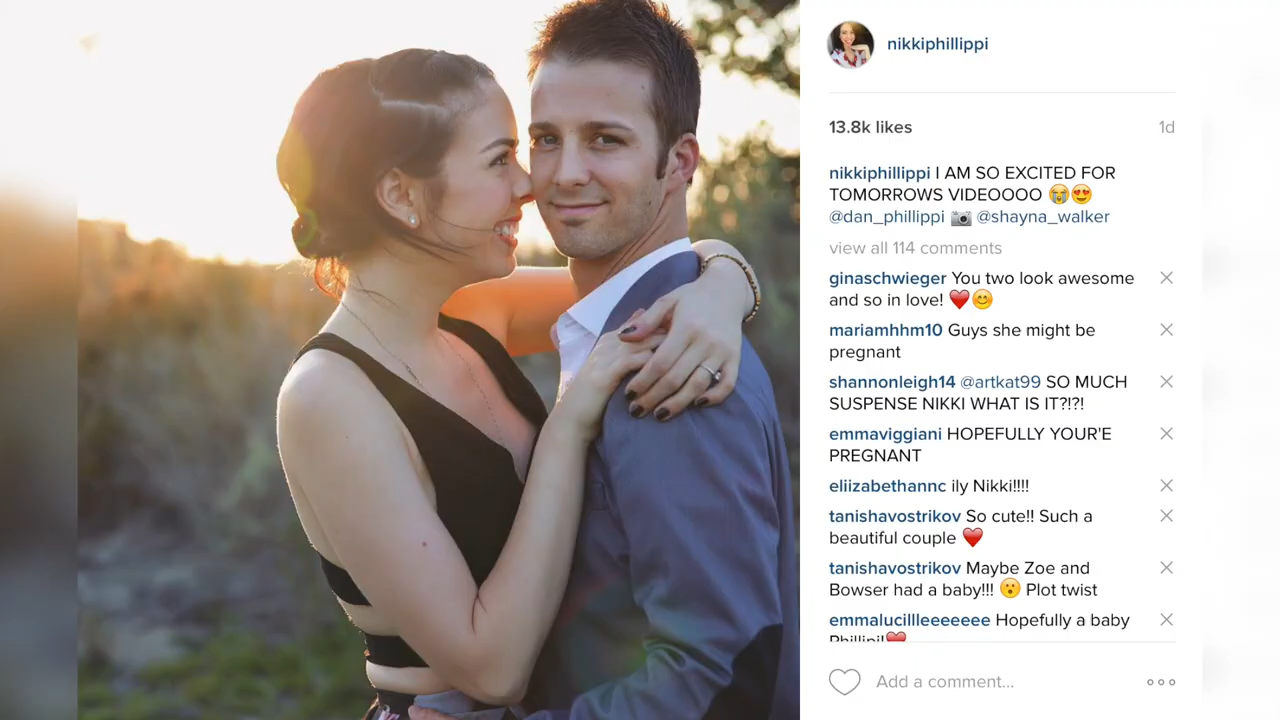 nikkiphillippi
13.8k likes 1d
nikkiphillippi I AM SO EXCITED FOR
TOMORROWS VIDEOOOO 😭😍
@dan_phillippi 📷 @shayna_walker
view all 114 comments
ginaschwieger You two look awesome
and so in love! ❤️😊
mariamhhm10 Guys she might be
pregnant
shannonleigh14 @artkat99 SO MUCH
SUSPENSE NIKKI WHAT IS IT?!?!
emmaviggiani HOPEFULLY YOUR'E
PREGNANT
eliizabethannc ily Nikki!!!!
tanishavostrikov So cute!! Such a
beautiful couple ❤️
tanishavostrikov Maybe Zoe and
Bowser had a baby!!! 😮 Plot twist
emmalucillleeeeeee Hopefully a baby
Phillipi!❤️
Add a comment...